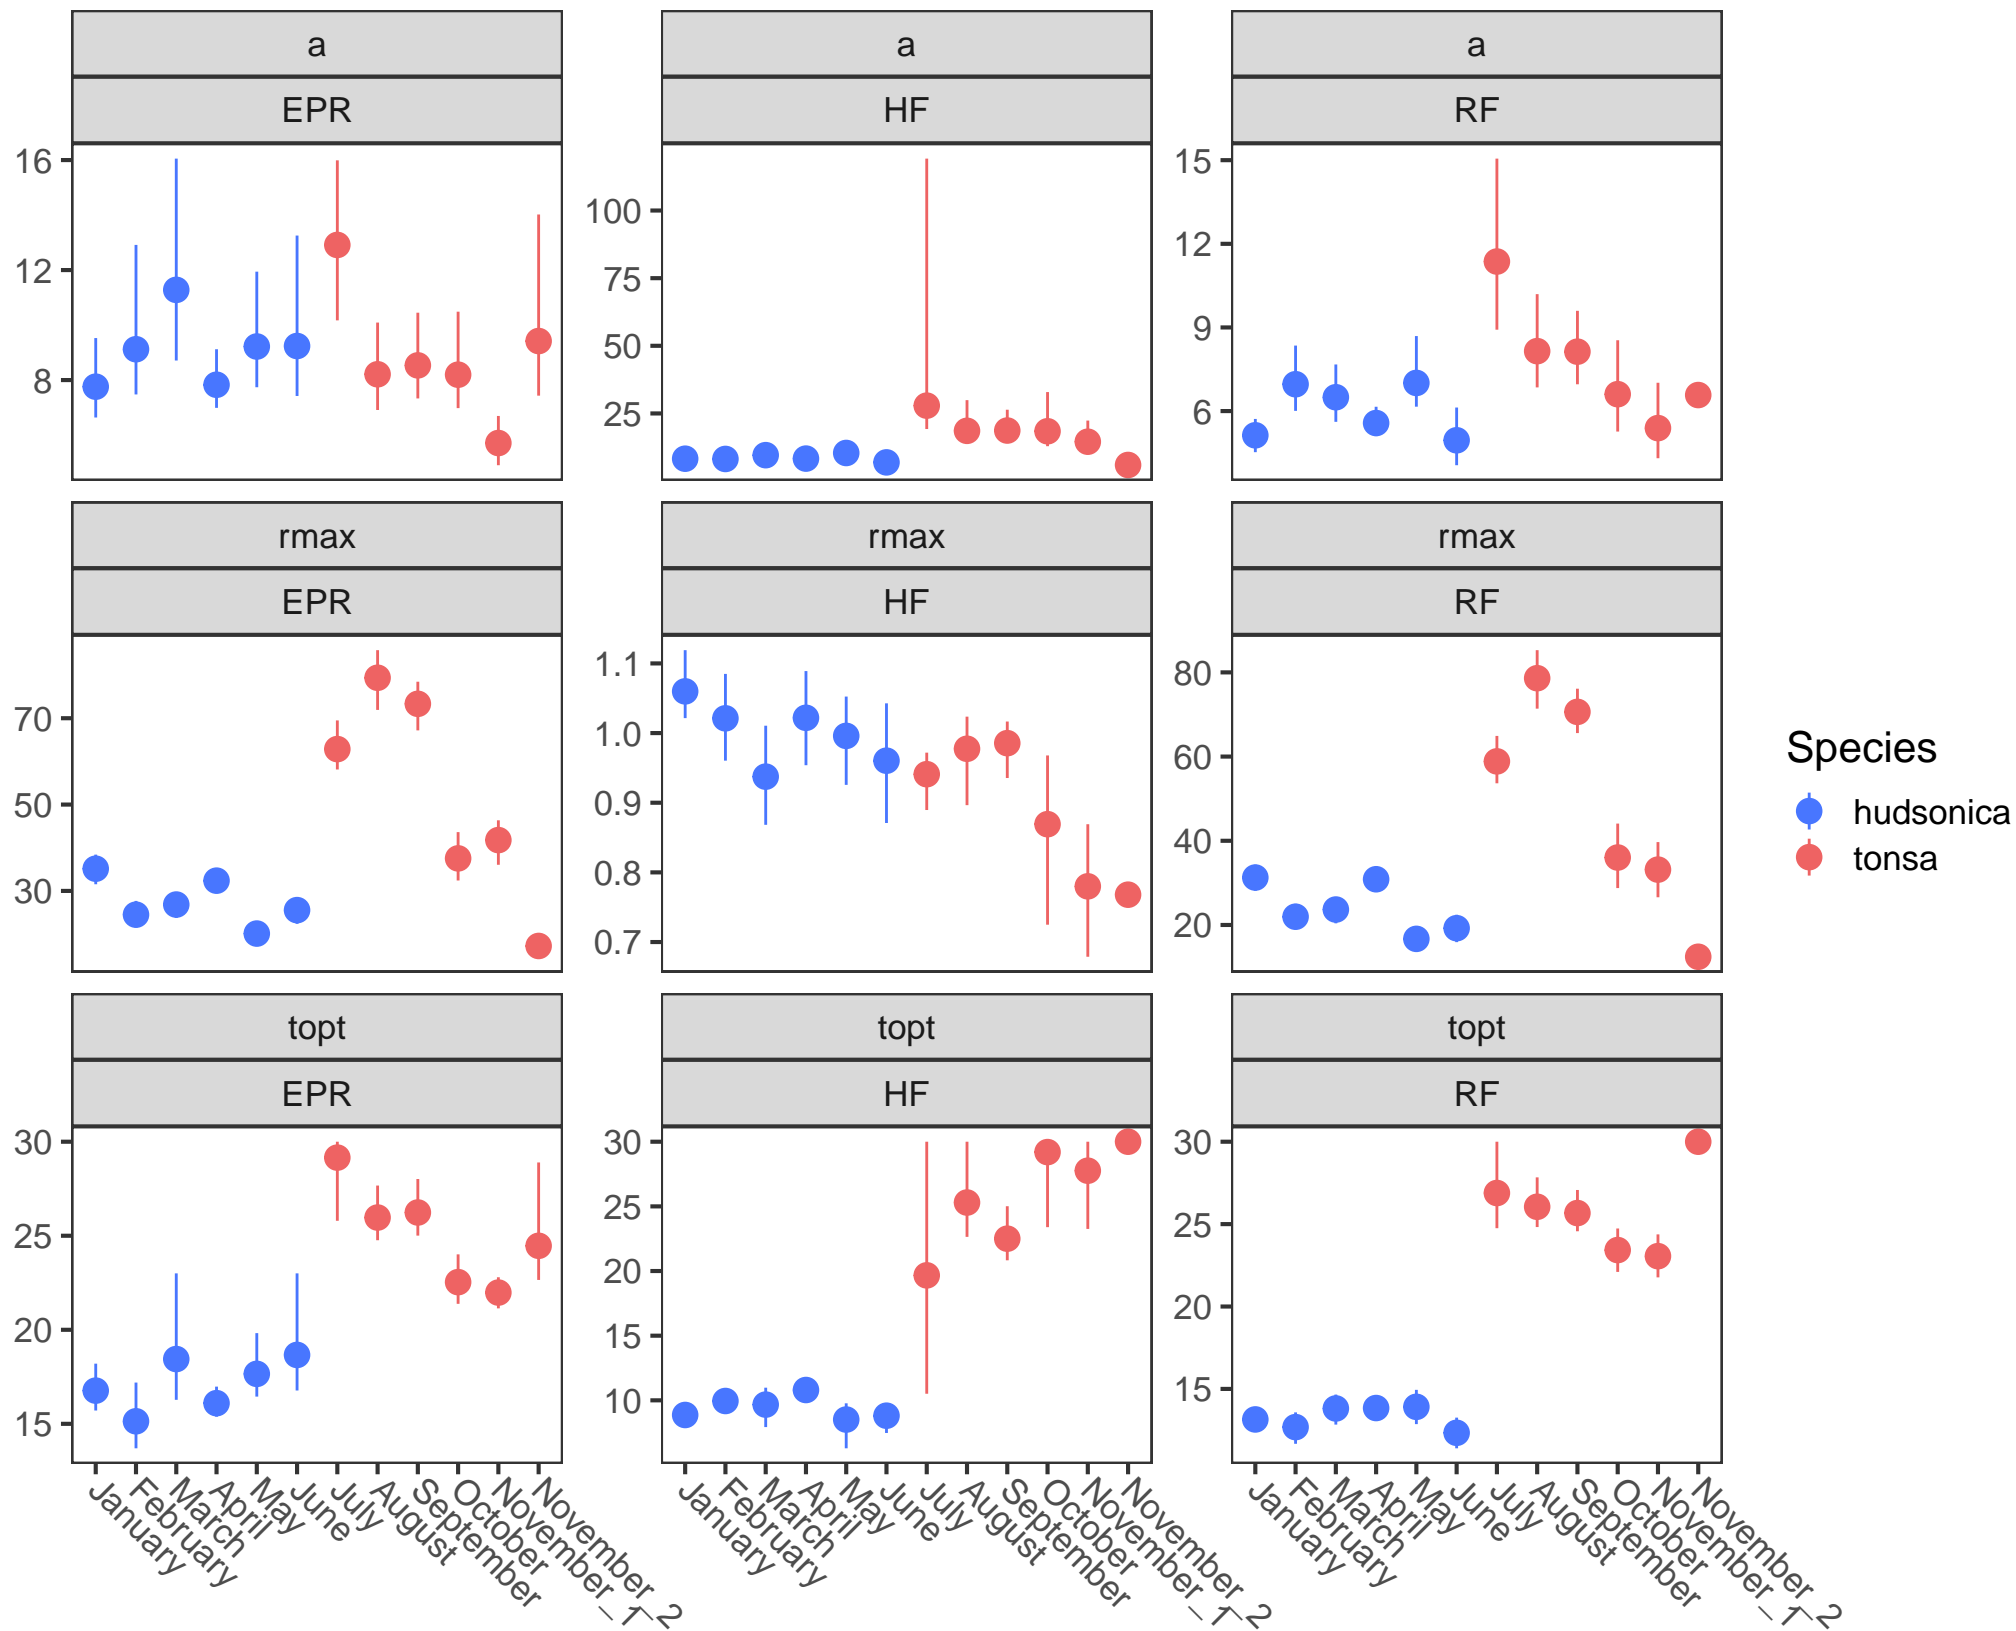 a a a
EPR HF RF
16
12
8
100
75
50
25
15
12
9
6
rmax rmax rmax
EPR HF RF
70
50
30
1.1
1.0
0.9
0.8
0.7
80
60
40
20
topt topt topt
EPR HF RF
30
25
20
15
30
25
20
15
10
30
25
20
15
January
February
March
April
May
June
July
August
September
October
November_1
November_2
January
February
March
April
May
June
July
August
September
October
November_1
November_2
January
February
March
April
May
June
July
August
September
October
November_1
November_2
Species
hudsonica
tonsa